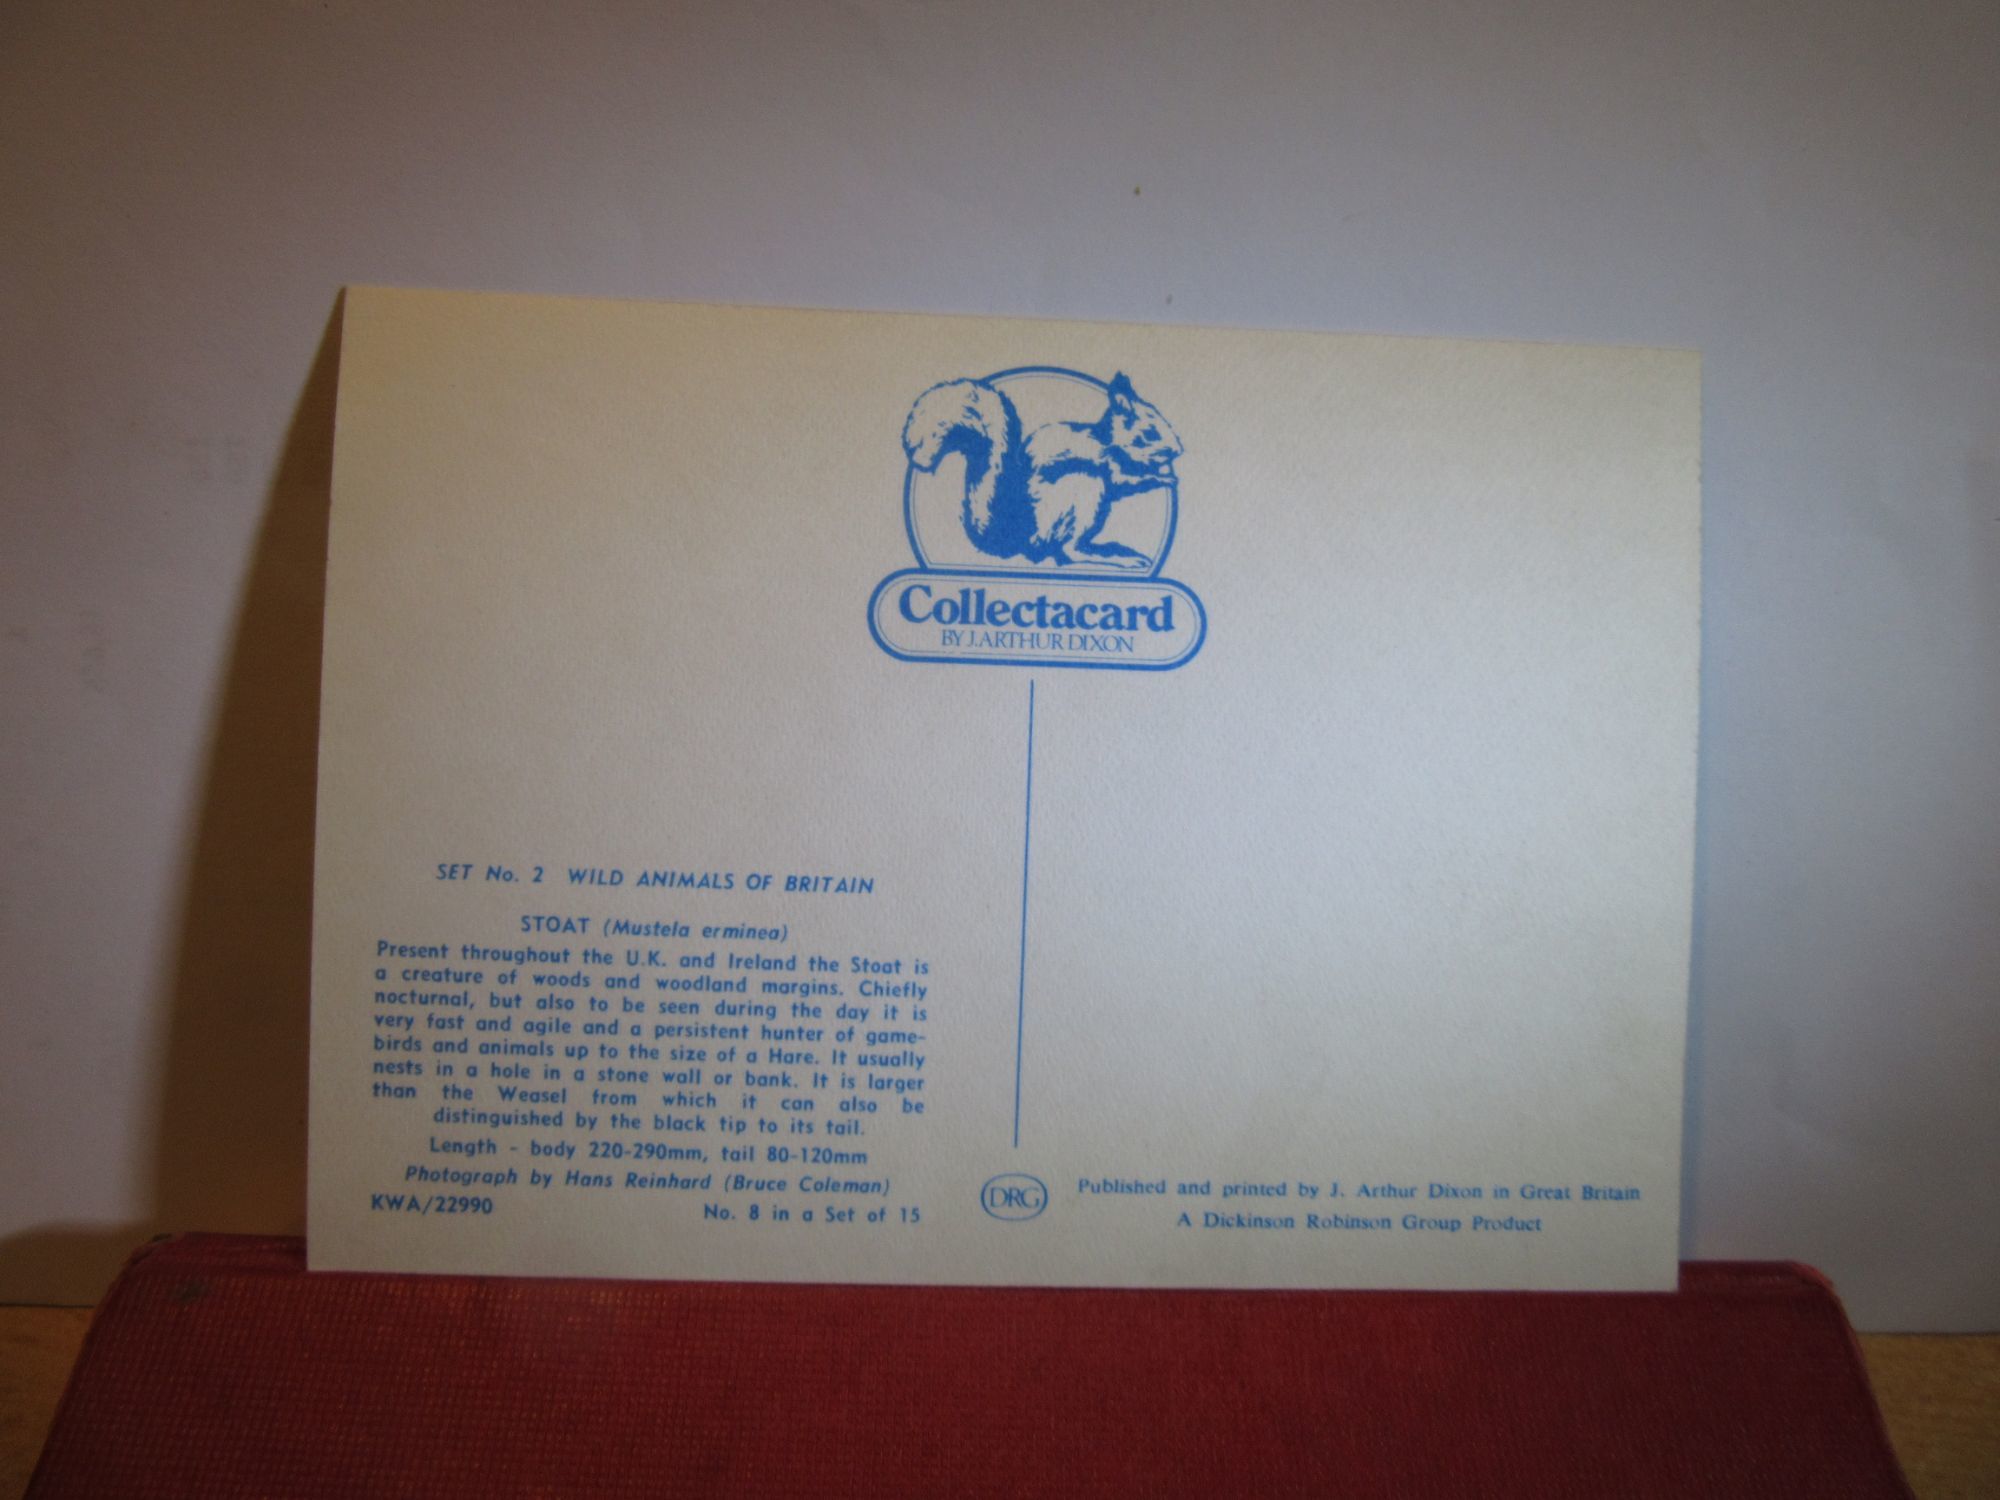 Collectacard
BY J. ARTHUR DIXON
SET No. 2 WILD ANIMALS OF BRITAIN
STOAT (Mustela erminea)
Present throughout the U.K. and Ireland the Stoat is
a creature of woods and woodland margins. Chiefly
nocturnal, but also to be seen during the day it is
very fast and agile and a persistent hunter of game-
birds and animals up to the size of a Hare. It usually
nests in a hole in a stone wall or bank. It is larger
than the Weasel from which it can also be
distinguished by the black tip to its tail.
Length - body 220-290mm, tail 80-120mm
Photograph by Hans Reinhard (Bruce Coleman)
KWA/22990 No. 8 in a Set of 15
DRG
Published and printed by J. Arthur Dixon in Great Britain
A Dickinson Robinson Group Product